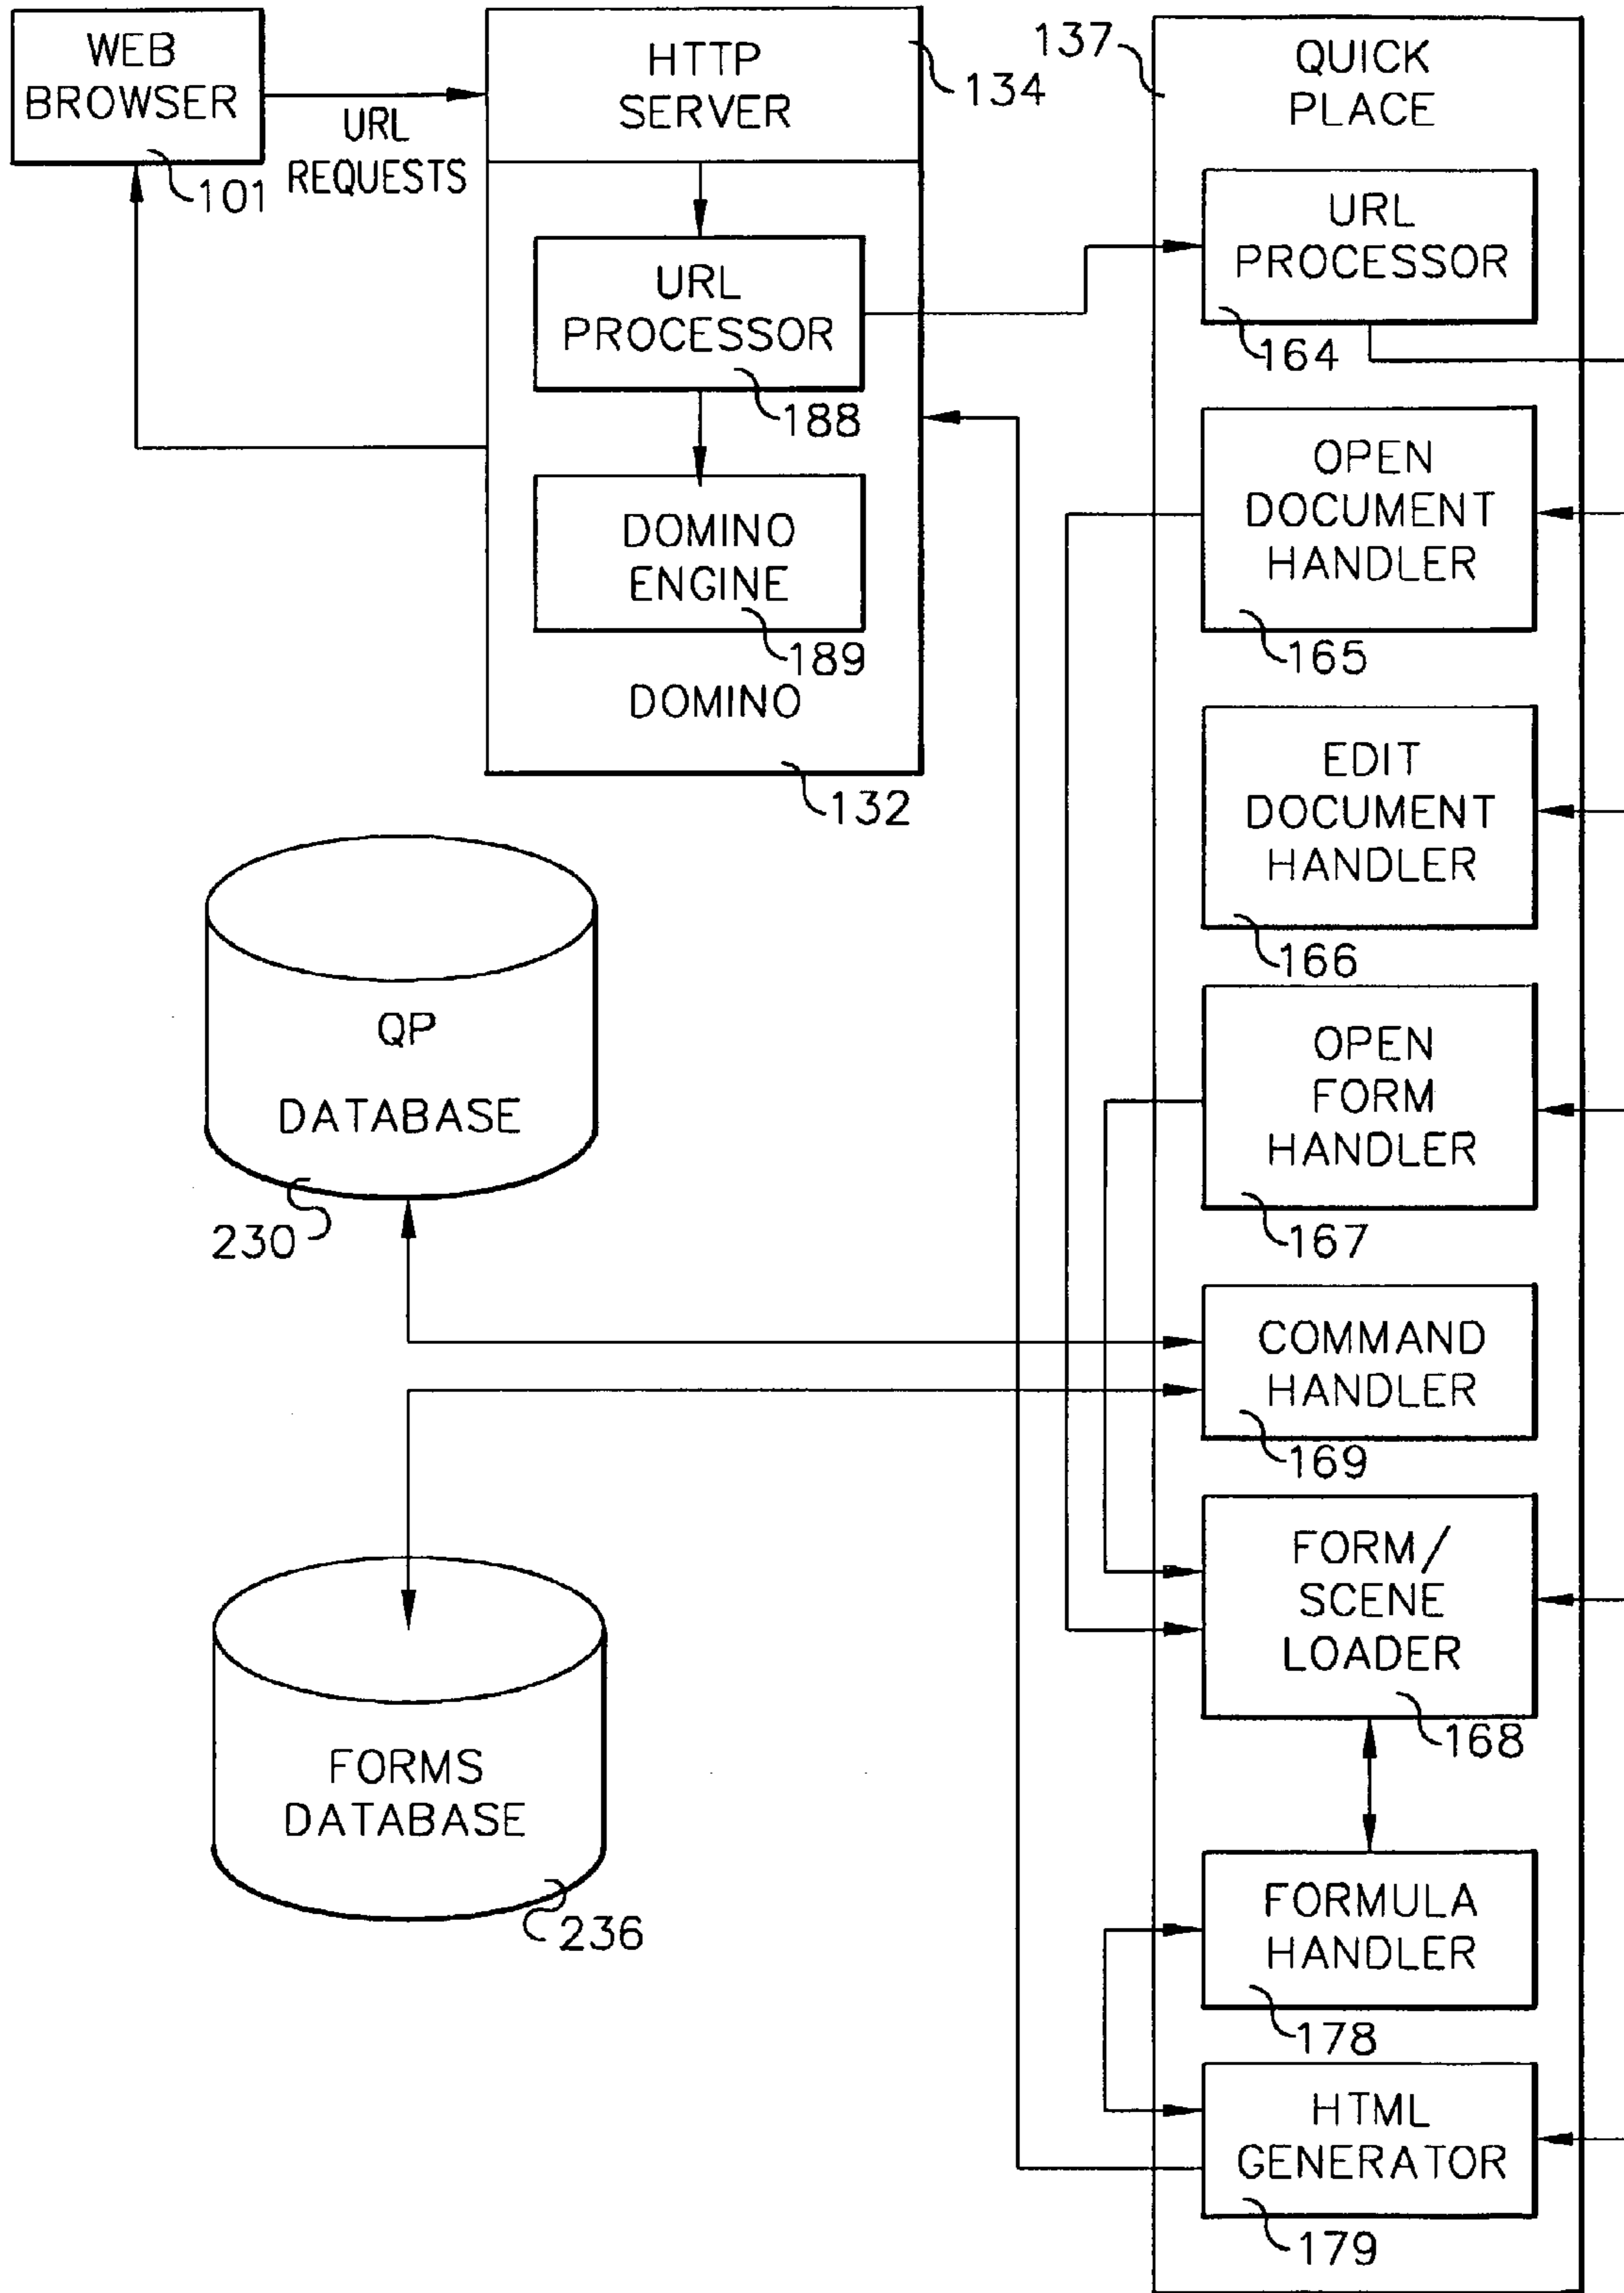 WEB
BROWSER
101
URL
REQUESTS
HTTP
SERVER
134
URL
PROCESSOR
188
DOMINO
ENGINE
189
DOMINO
132
QP
DATABASE
230
FORMS
DATABASE
236
137
QUICK
PLACE
URL
PROCESSOR
164
OPEN
DOCUMENT
HANDLER
165
EDIT
DOCUMENT
HANDLER
166
OPEN
FORM
HANDLER
167
COMMAND
HANDLER
169
FORM/
SCENE
LOADER
168
FORMULA
HANDLER
178
HTML
GENERATOR
179